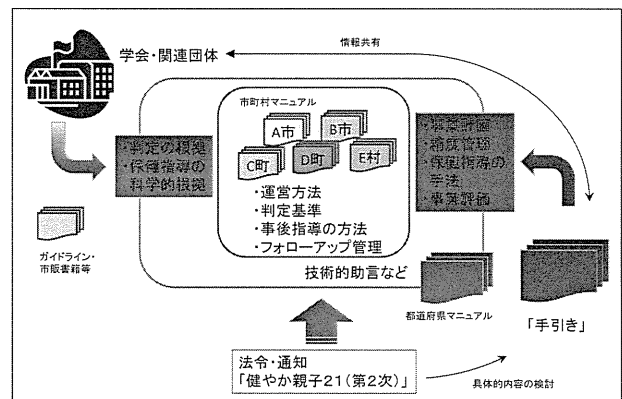 学会・関連団体
情報共有
市町村マニュアル
A市
B市
C町
D町
E村
・判定の根拠
・保健指導の
科学的根拠
・運営方法
・判定基準
・事後指導の方法
・フォローアップ管理
・精度管理
・保健指導の
手法
・事業評価
ガイドライン・
市販書籍等
技術的助言など
都道府県マニュアル
「手引き」
法令・通知
「健やか親子21(第2次)」
具体的内容の検討